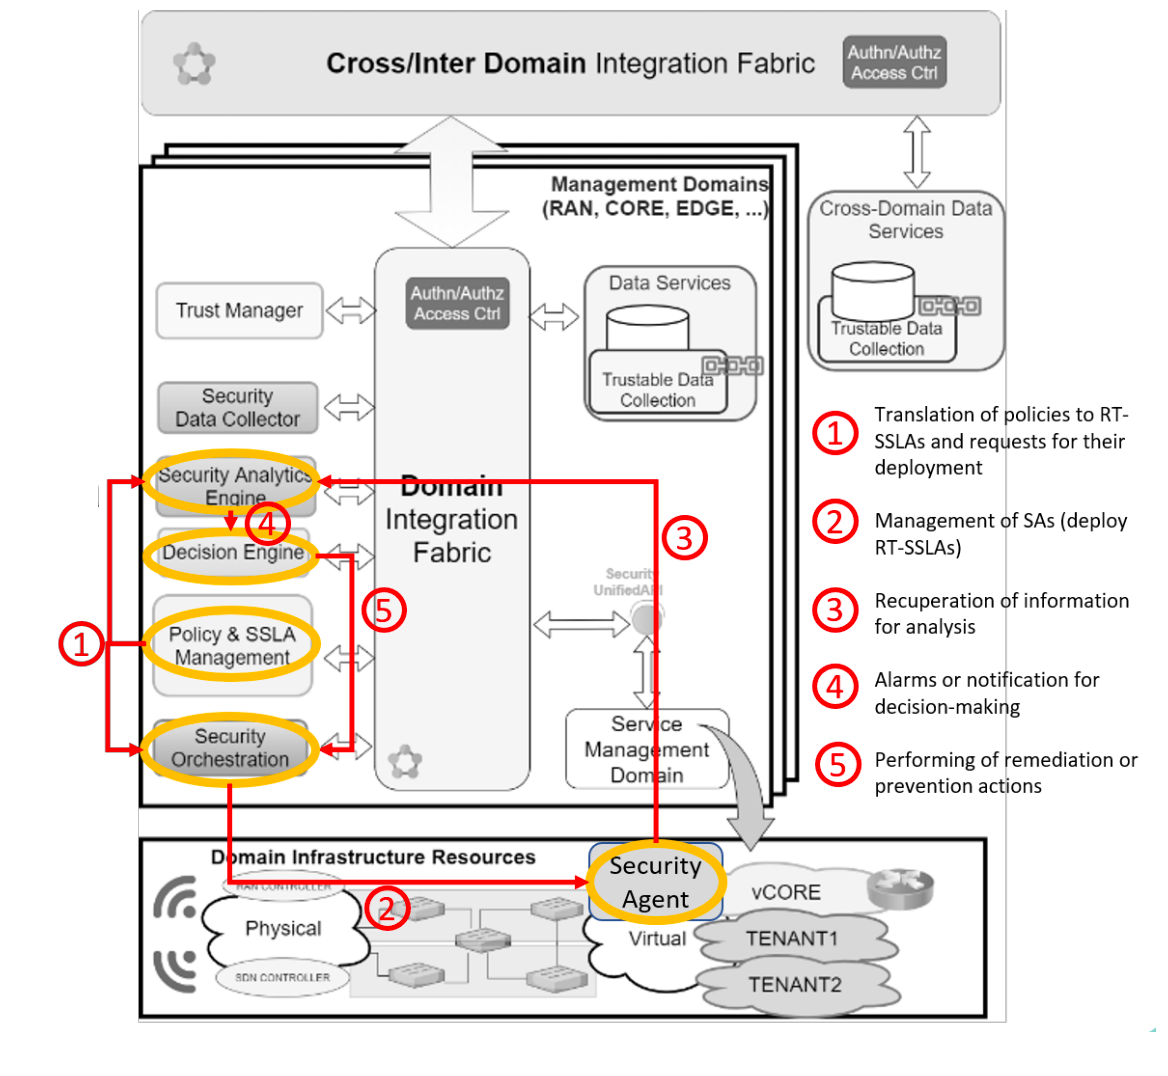 Cross/Inter Domain Integration Fabric
Authn/Authz
Access Ctrl
Management Domains
(RAN, CORE, EDGE, ...)
Cross-Domain Data
Services
Trustable Data
Collection
Authn/Authz
Access Ctrl
Data Services
Trustable Data
Collection
Trust Manager
Security
Data Collector
Security Analytics
Engine
4
Decision Engine
5
1
Policy & SSLA
Management
Security
Orchestration
Domain
Integration
Fabric
3
Security
UnifiedAPI
Service
Management
Domain
1
Translation of policies to RT-
SSLAs and requests for their
deployment
2
Management of SAs (deploy
RT-SSLAs)
3
Recuperation of information
for analysis
4
Alarms or notification for
decision-making
5
Performing of remediation or
prevention actions
Domain Infrastructure Resources
RAN CONTROLLER
Physical
SDN CONTROLLER
2
Security
Agent
Virtual
vCORE
TENANT1
TENANT2